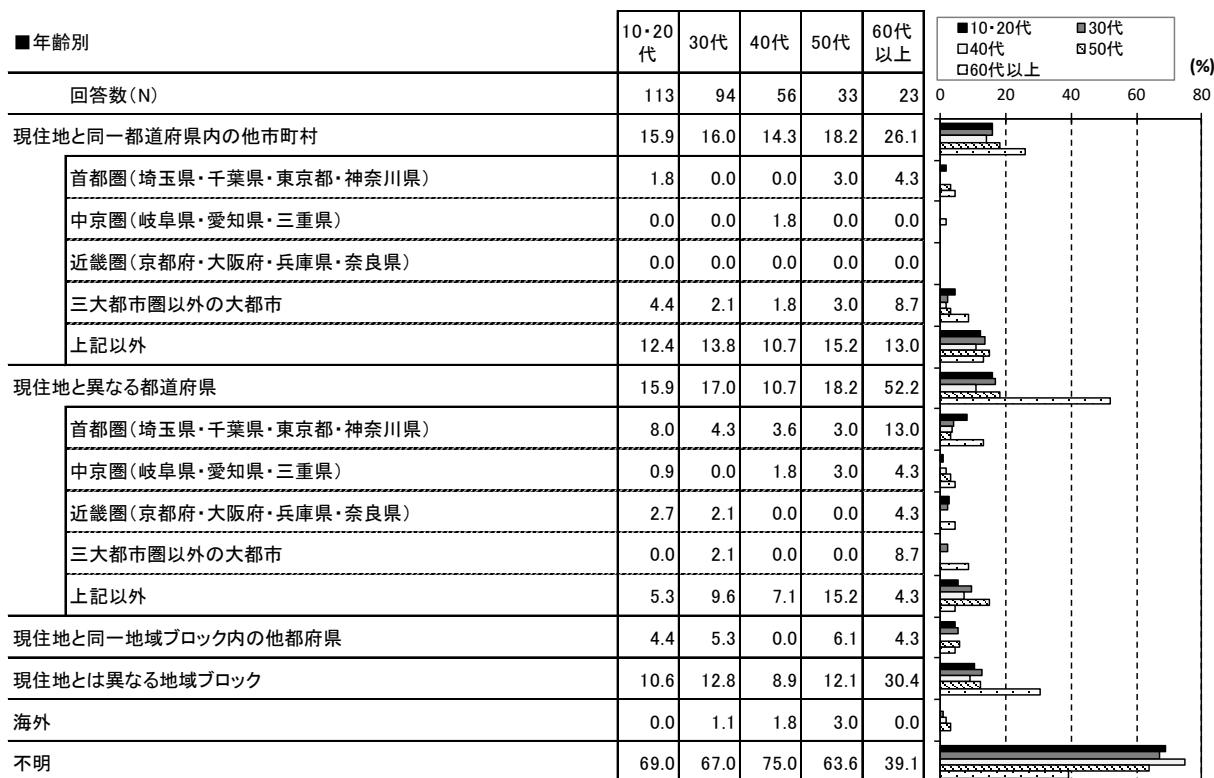 ■年齢別 10・20代 30代 40代 50代 60代以上
回答数(N) 113 94 56 33 23
現住地と同一都道府県内の他市町村 15.9 16.0 14.3 18.2 26.1
首都圏(埼玉県・千葉県・東京都・神奈川県) 1.8 0.0 0.0 3.0 4.3
中京圏(岐阜県・愛知県・三重県) 0.0 0.0 1.8 0.0 0.0
近畿圏(京都府・大阪府・兵庫県・奈良県) 0.0 0.0 0.0 0.0 0.0
三大都市圏以外の大都市 4.4 2.1 1.8 3.0 8.7
上記以外 12.4 13.8 10.7 15.2 13.0
現住地と異なる都道府県 15.9 17.0 10.7 18.2 52.2
首都圏(埼玉県・千葉県・東京都・神奈川県) 8.0 4.3 3.6 3.0 13.0
中京圏(岐阜県・愛知県・三重県) 0.9 0.0 1.8 3.0 4.3
近畿圏(京都府・大阪府・兵庫県・奈良県) 2.7 2.1 0.0 0.0 4.3
三大都市圏以外の大都市 0.0 2.1 0.0 0.0 8.7
上記以外 5.3 9.6 7.1 15.2 4.3
現住地と同一地域ブロック内の他都府県 4.4 5.3 0.0 6.1 4.3
現住地とは異なる地域ブロック 10.6 12.8 8.9 12.1 30.4
海外 0.0 1.1 1.8 3.0 0.0
不明 69.0 67.0 75.0 63.6 39.1
10・20代 30代
40代 50代
60代以上
(%)
0 20 40 60 80